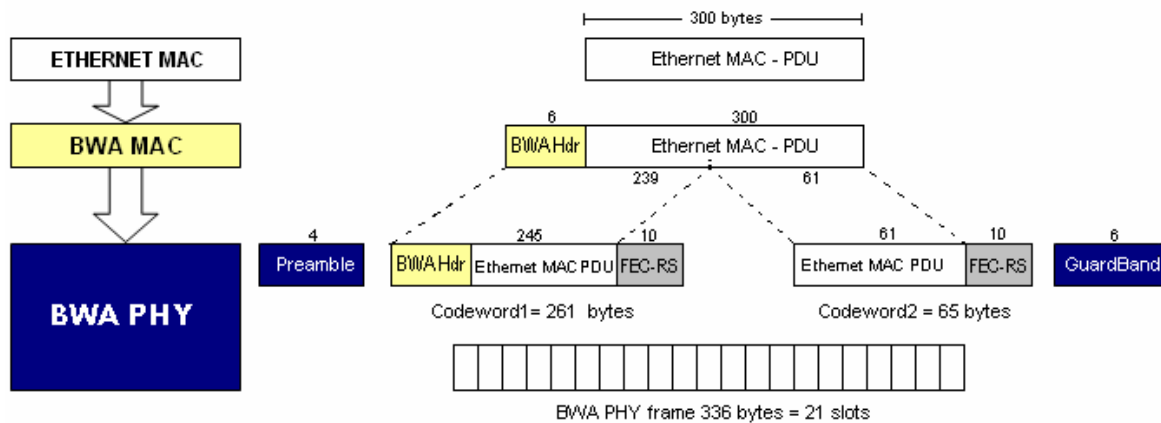 300 bytes
ETHERNET MAC
Ethernet MAC - PDU
6
300
BWA MAC
BWA Hdr
Ethernet MAC - PDU
239
61
4
245
10
61
10
6
Preamble
BWA Hdr
Ethernet MAC PDU
FEC-RS
Ethernet MAC PDU
FEC-RS
GuardBand
BWA PHY
Codeword1= 261 bytes
Codeword2 = 65 bytes
BWA PHY frame 336 bytes = 21 slots